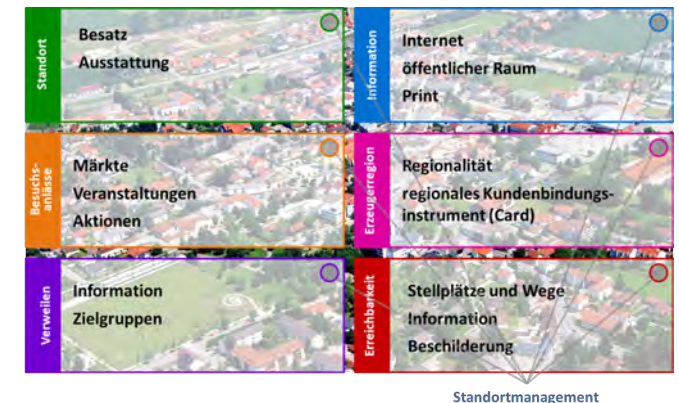 Standort
Besatz
Ausstattung
Information
Internet
öffentlicher Raum
Print
Besuchs-
anlässe
Märkte
Veranstaltungen
Aktionen
Erzeugerregion
Regionalität
regionales Kundenbindungs-
instrument (Card)
Verweilen
Information
Zielgruppen
Erreichbarkeit
Stellplätze und Wege
Information
Beschilderung
Standortmanagement